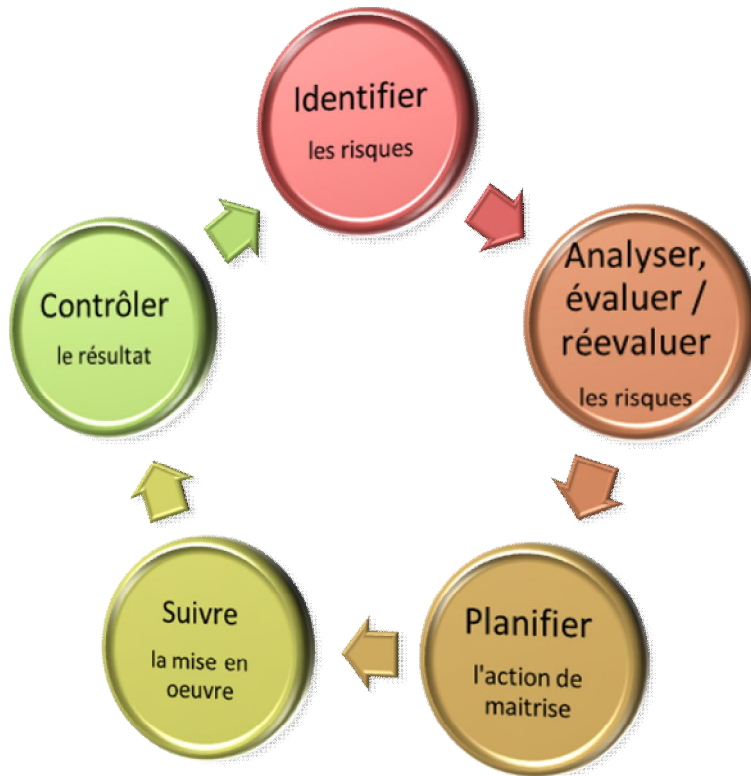 Identifier
les risques
Analyser,
évaluer /
réevaluer
les risques
Planifier
l'action de
maitrise
Suivre
la mise en
oeuvre
Contrôler
le résultat